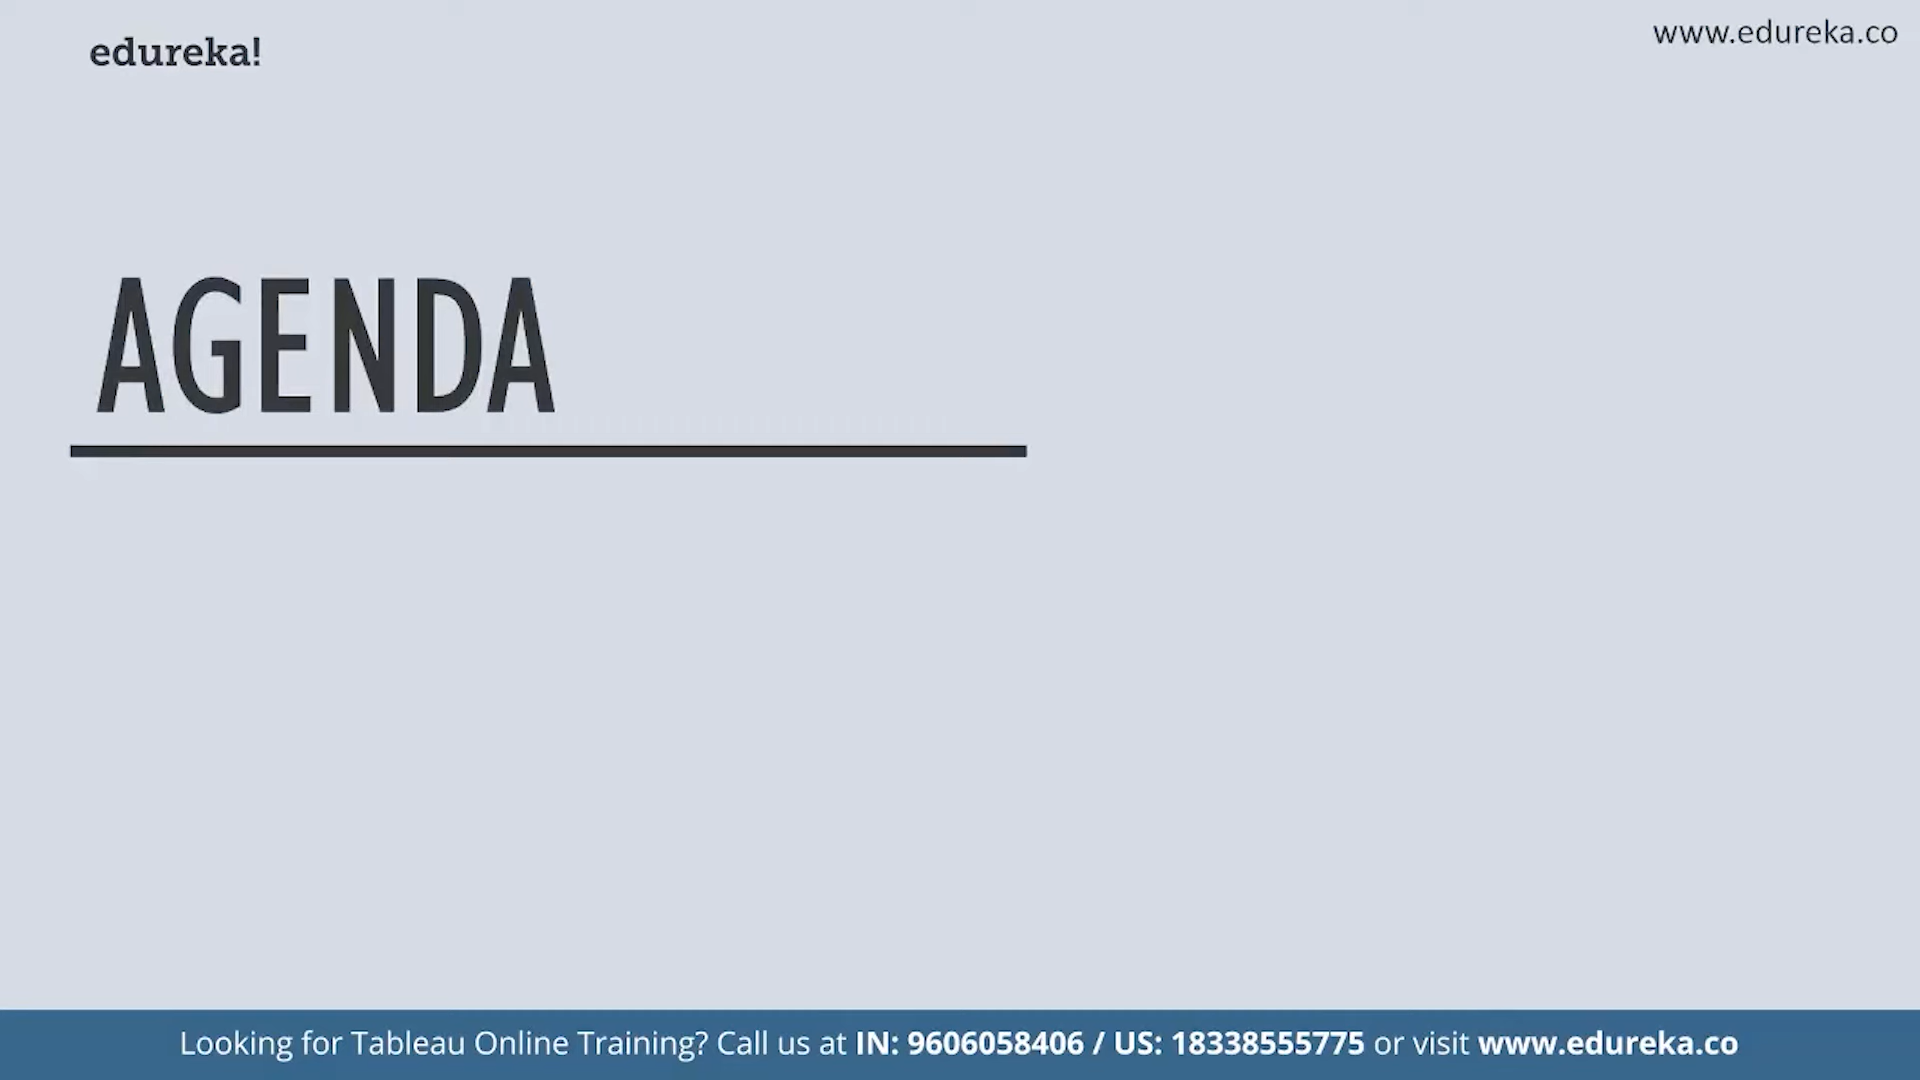 edureka!
www.edureka.co
AGENDA
Looking for Tableau Online Training? Call us at IN: 9606058406 / US: 18338555775 or visit www.edureka.co